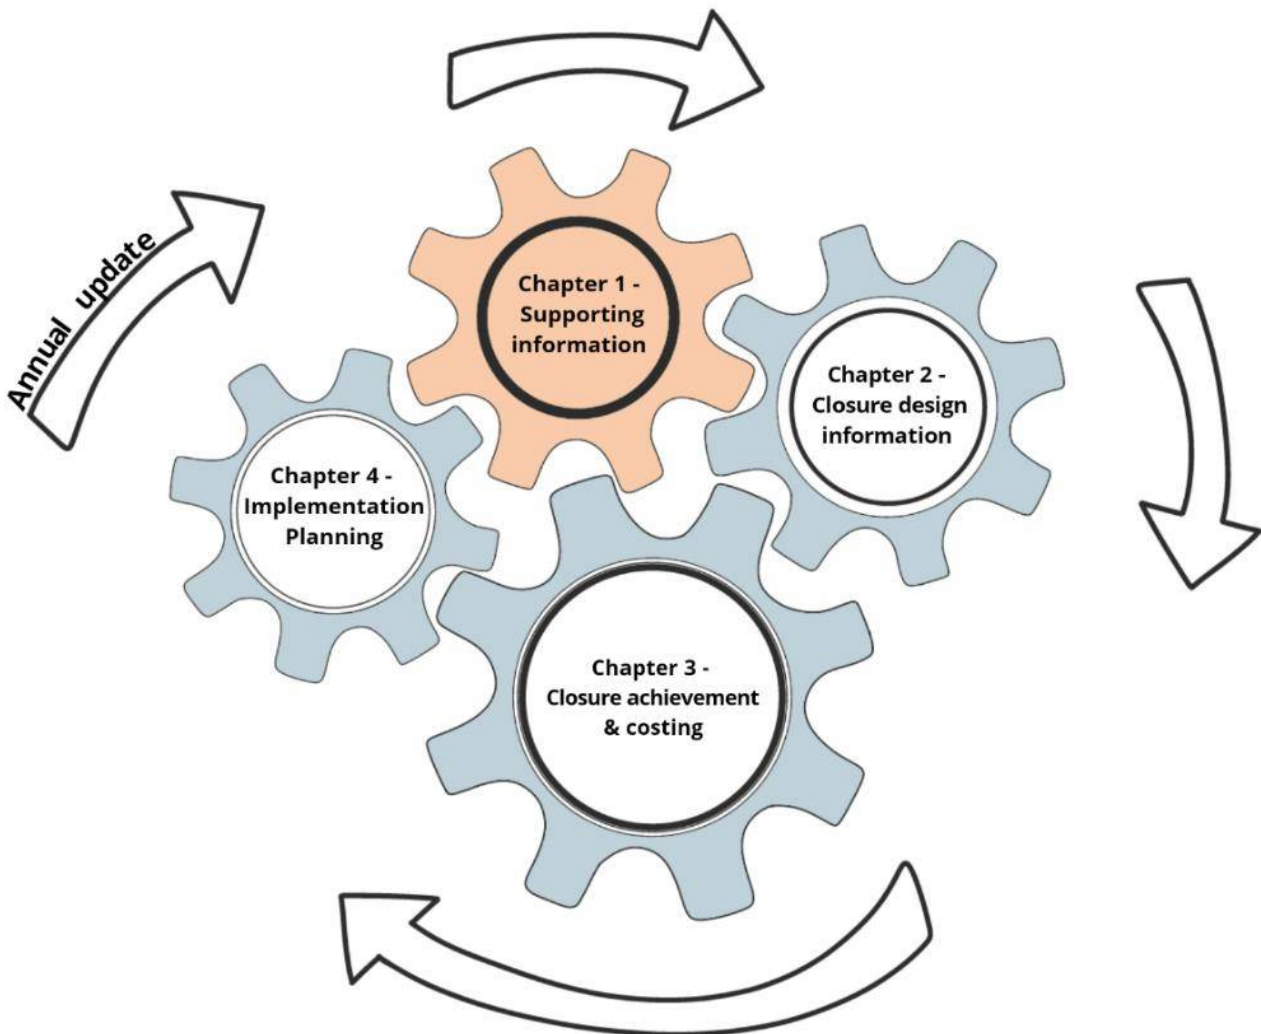 Annual update
Chapter 1 -
Supporting
information
Chapter 2 -
Closure design
information
Chapter 3 -
Closure achievement
& costing
Chapter 4 -
Implementation
Planning